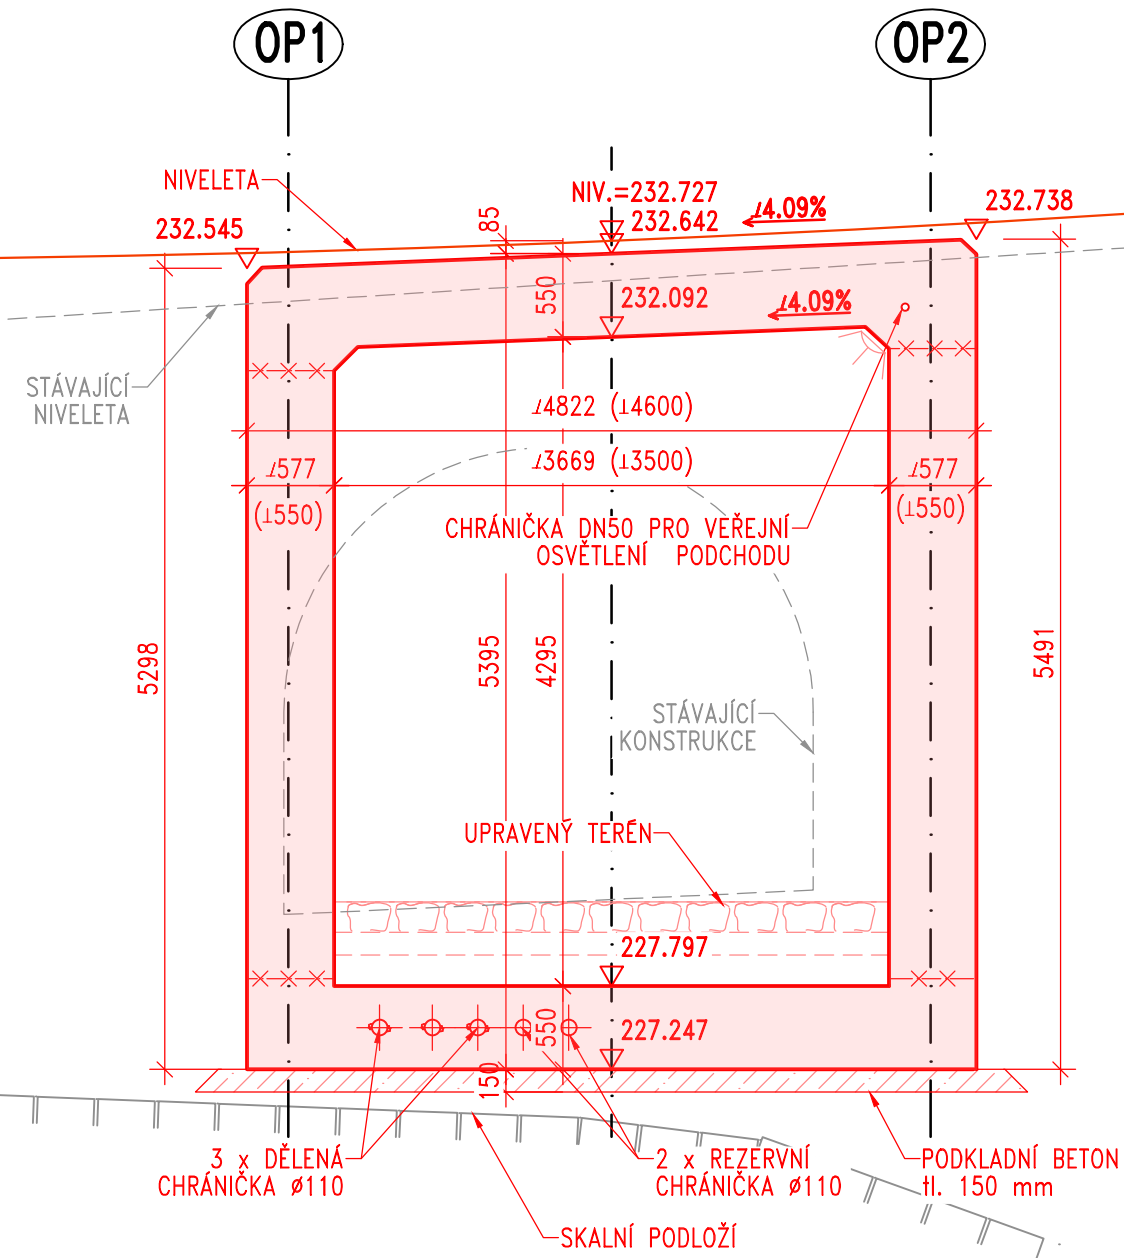 OP1
OP2
NIVELETA
232.545
85
NIV.=232.727
232.642
4.09%
232.738
550
232.092
4.09%
STÁVAJÍCÍ
NIVELETA
4822 (⊥4600)
577
3669 (⊥3500)
577
(⊥550)
(⊥550)
CHRÁNIČKA DN50 PRO VEŘEJNÍ
OSVĚTLENÍ PODCHODU
5298
5395
4295
5491
STÁVAJÍCÍ
KONSTRUKCE
UPRAVENÝ TERÉN
227.797
550
227.247
150
3 x DĚLENÁ
CHRÁNIČKA ø110
2 x REZERVNÍ
CHRÁNIČKA ø110
PODKLADNÍ BETON
tl. 150 mm
SKALNÍ PODLOŽÍ